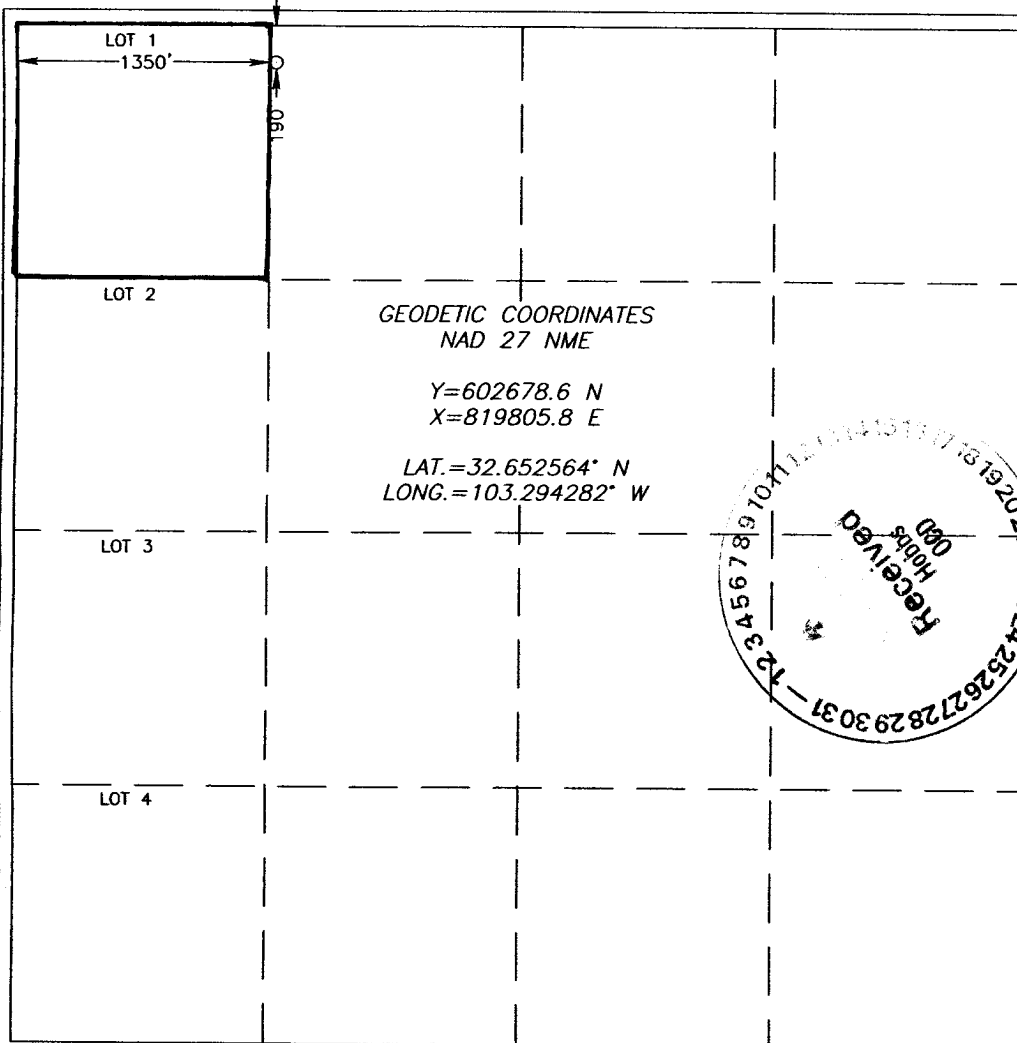 LOT 1
1350'
190
LOT 2
GEODETIC COORDINATES
NAD 27 NME
Y=602678.6 N
X=819805.8 E
LAT.=32.652564° N
LONG.=103.294282° W
LOT 3
LOT 4
Received
Hobbs
OCD